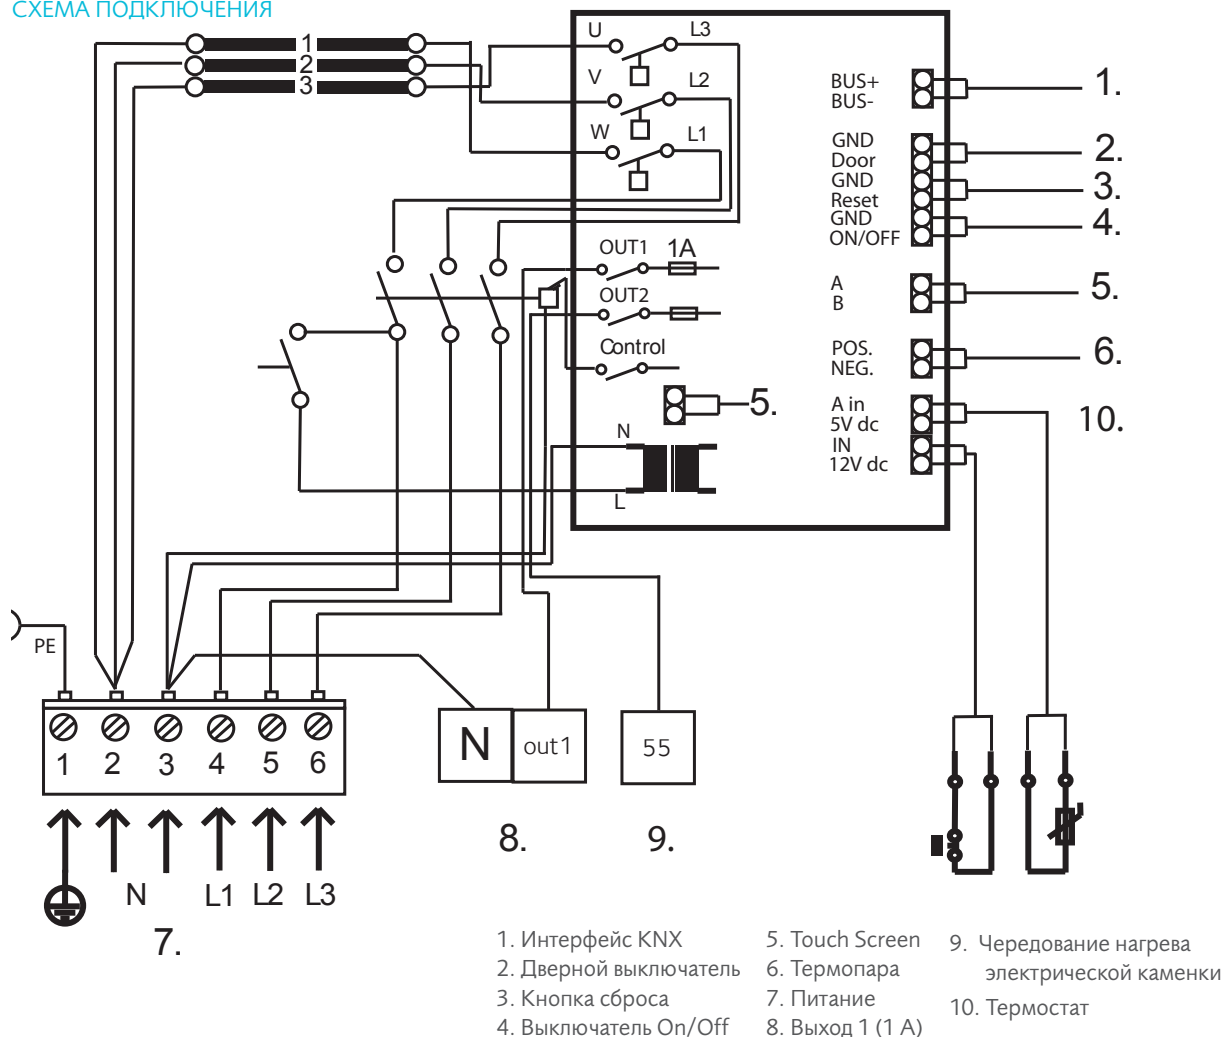 СХЕМА ПОДКЛЮЧЕНИЯ
1
2
3
U
L3
V
L2
W
L1
OUT1 1A
OUT2
Control
5.
N
L
BUS+
BUS-
1.
GND
Door
2.
GND
Reset
3.
GND
ON/OFF
4.
A
B
5.
POS.
NEG.
6.
A in
5V dc
10.
IN
12V dc
PE
1 2 3 4 5 6
N
L1 L2 L3
7.
N out1
8.
55
9.
1. Интерфейс KNX
2. Дверной выключатель
3. Кнопка сброса
4. Выключатель On/Off
5. Touch Screen
6. Термопара
7. Питание
8. Выход 1 (1 A)
9. Чередование нагрева
электрической каменки
10. Термостат